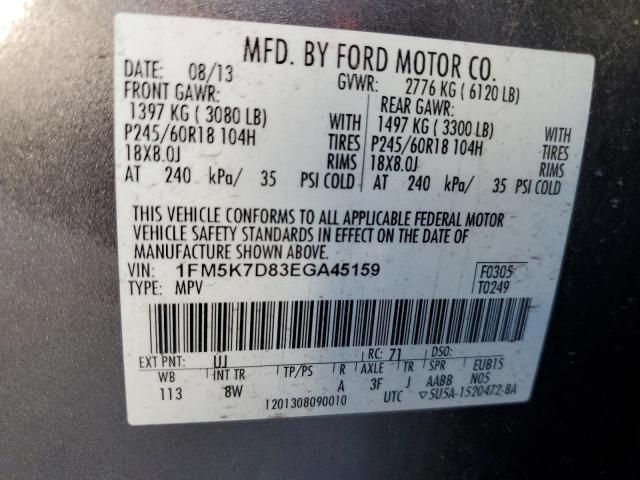 MFD. BY FORD MOTOR CO.
DATE: 08/13 GVWR: 2776 KG ( 6120 LB)
FRONT GAWR: REAR GAWR:
1397 KG ( 3080 LB) 1497 KG ( 3300 LB)
P245/60R18 104H TIRES P245/60R18 104H TIRES
18X8.0J RIMS 18X8.0J RIMS
AT 240 kPa/ 35 PSI COLD AT 240 kPa/ 35 PSI COLD
THIS VEHICLE CONFORMS TO ALL APPLICABLE FEDERAL MOTOR
VEHICLE SAFETY STANDARDS IN EFFECT ON THE DATE OF
MANUFACTURE SHOWN ABOVE.
VIN: 1FM5K7D83EGA45159 F0305
TYPE: MPV T0249
EXT PNT: UJ RC: 71 DSO:
WB INT TR TP/PS R AXLE TR SPR EUB1S
113 8W A 3F J AABB N05
1201308090010 UTC ▽5U5A-1520472-BA